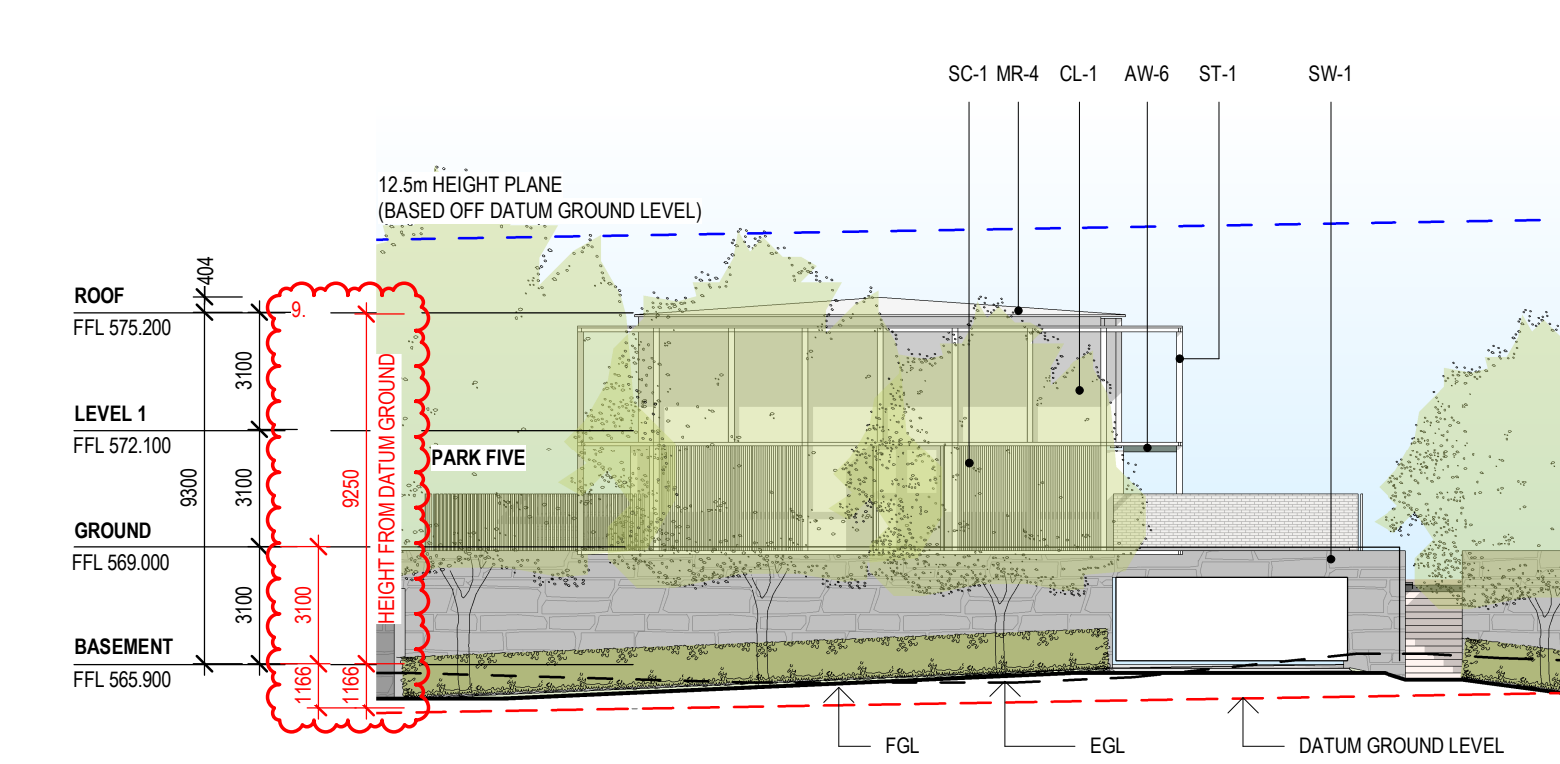 SC-1 MR-4 CL-1 AW-6 ST-1 SW-1
12.5m HEIGHT PLANE
(BASED OFF DATUM GROUND LEVEL)
404
ROOF
FFL 575.200
9.
3100
HEIGHT FROM DATUM GROUND
LEVEL 1
FFL 572.100
PARK FIVE
9300
3100
9250
GROUND
FFL 569.000
3100
3100
BASEMENT
FFL 565.900
1166
1166
FGL
EGL
DATUM GROUND LEVEL